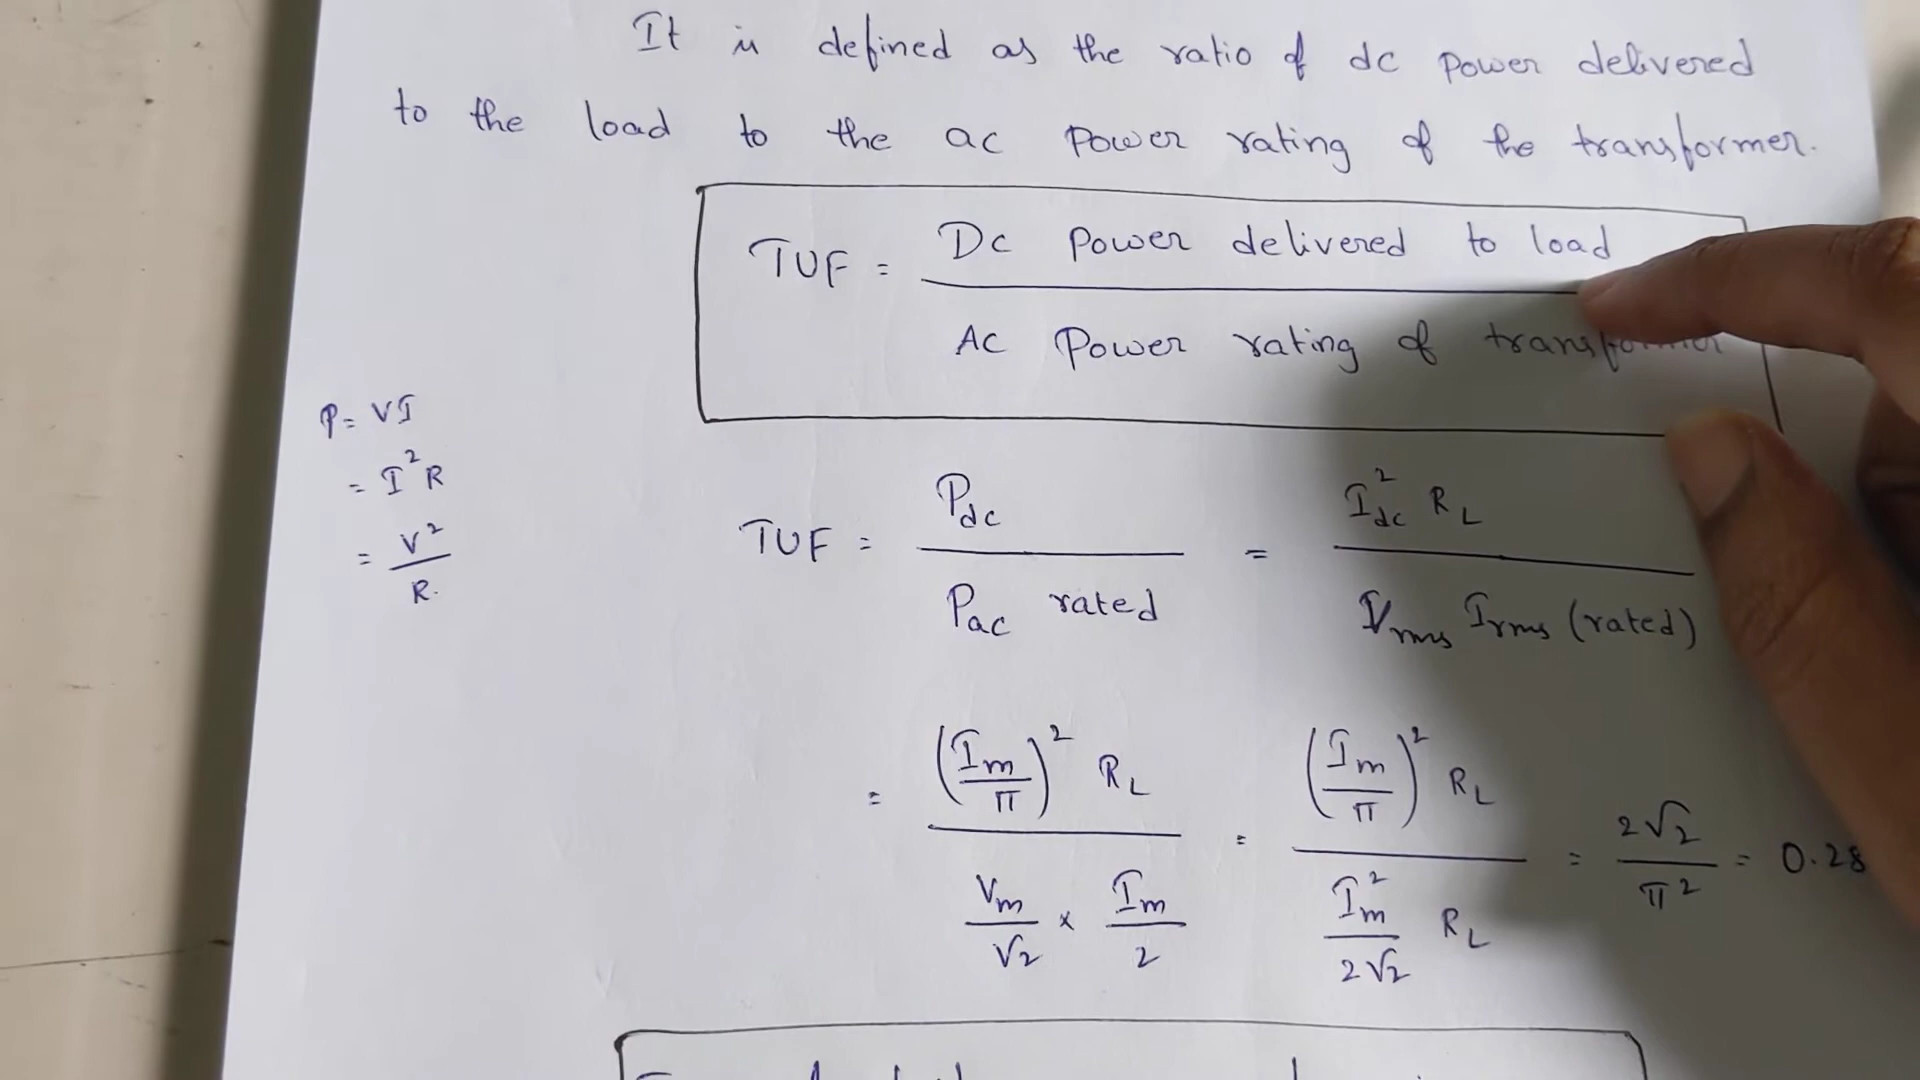 It is defined as the ratio of dc power delivered
to the load to the ac power rating of the transformer.
TUF = Dc Power delivered to load / AC Power rating of transformer
P = VI
= I² R
= V² / R.
TUF = Pdc / Pac rated = I²dc RL / Vrms Irms (rated)
= (Im/π)² RL / (Vm/√2 × Im/2) = (Im/π)² RL / (I²m/2√2 RL) = 2√2 / π² = 0.28